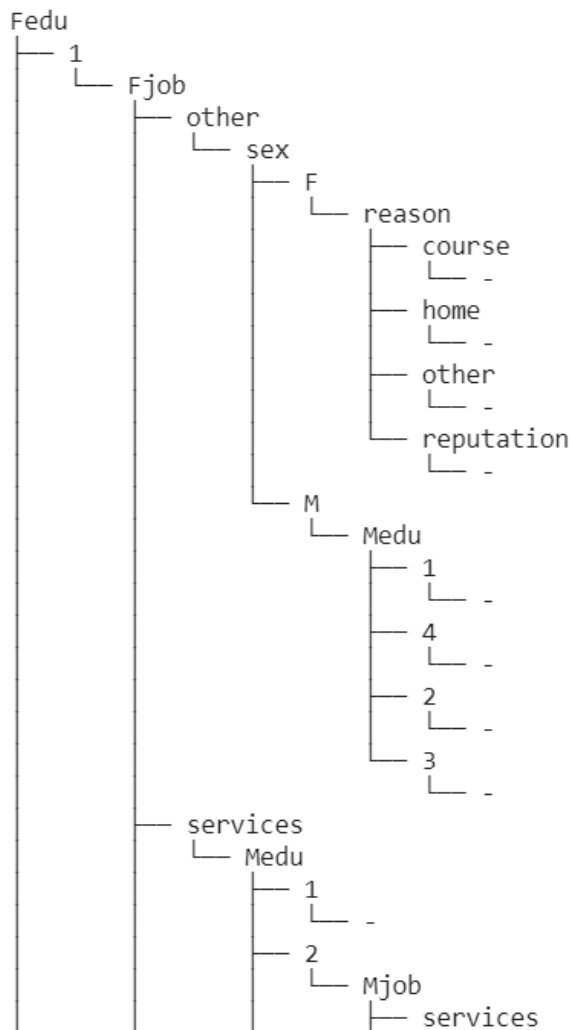 Fedu
├── 1
│   └── Fjob
│       ├── other
│       │   └── sex
│       │       ├── F
│       │       │   └── reason
│       │       │       ├── course
│       │       │       │   └── -
│       │       │       ├── home
│       │       │       │   └── -
│       │       │       ├── other
│       │       │       │   └── -
│       │       │       └── reputation
│       │       │           └── -
│       │       └── M
│       │           └── Medu
│       │               ├── 1
│       │               │   └── -
│       │               ├── 4
│       │               │   └── -
│       │               ├── 2
│       │               │   └── -
│       │               └── 3
│       │                   └── -
│       ├── services
│       │   └── Medu
│       │       ├── 1
│       │       │   └── -
│       │       ├── 2
│       │       │   └── Mjob
│       │       │       ├── services